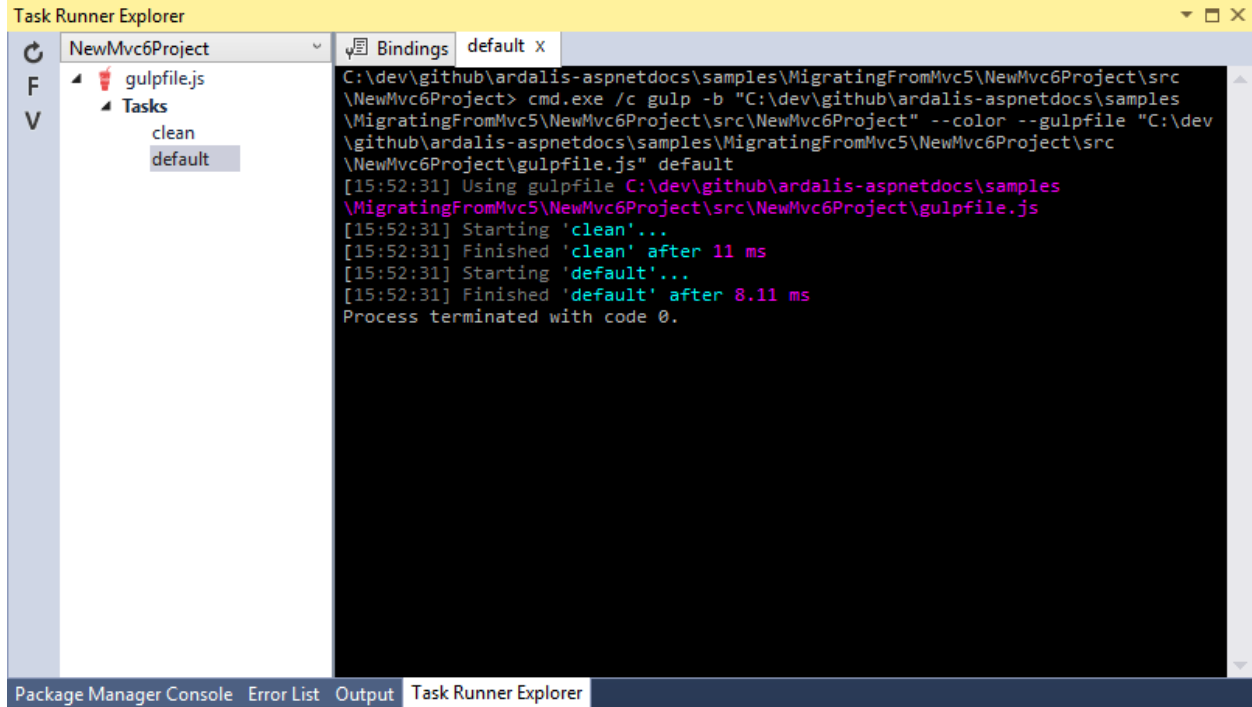 Task Runner Explorer
NewMvc6Project
Bindings default x
F
V
gulpfile.js
Tasks
clean
default
C:\dev\github\ardalis-aspnetdocs\samples\MigratingFromMvc5\NewMvc6Project\src
\NewMvc6Project> cmd.exe /c gulp -b "C:\dev\github\ardalis-aspnetdocs\samples
\MigratingFromMvc5\NewMvc6Project\src\NewMvc6Project" --color --gulpfile "C:\dev
\github\ardalis-aspnetdocs\samples\MigratingFromMvc5\NewMvc6Project\src
\NewMvc6Project\gulpfile.js" default
[15:52:31] Using gulpfile C:\dev\github\ardalis-aspnetdocs\samples
\MigratingFromMvc5\NewMvc6Project\src\NewMvc6Project\gulpfile.js
[15:52:31] Starting 'clean'...
[15:52:31] Finished 'clean' after 11 ms
[15:52:31] Starting 'default'...
[15:52:31] Finished 'default' after 8.11 ms
Process terminated with code 0.
Package Manager Console Error List Output Task Runner Explorer